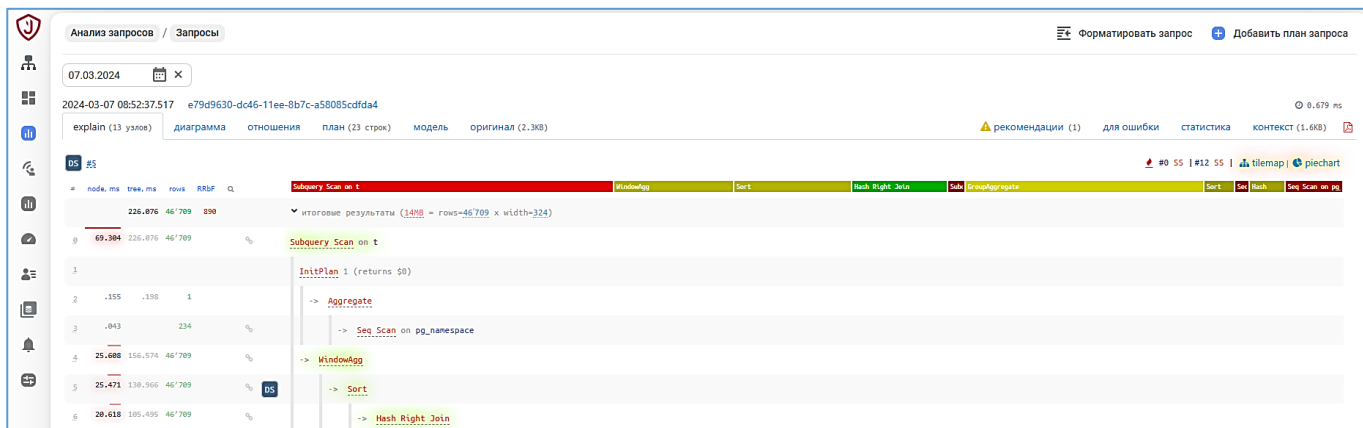 Анализ запросов / Запросы
Форматировать запрос
Добавить план запроса
07.03.2024
2024-03-07 08:52:37.517 e79d9630-dc46-11ee-8b7c-a58085cdfda4
0.679 ms
explain (13 узлов) диаграмма отношения план (23 строк) модель оригинал (2.3KB) рекомендации (1) для ошибки статистика контекст (1.6KB)
DS #5
#0 SS | #12 SS | tilemap | piechart
# node, ms tree, ms rows RRbF
Subquery Scan on t WindowAgg Sort Hash Right Join Subq GroupAggregate Sort Sec Hash Seq Scan on pg_
226.076 46'709 890 итоговые результаты (14MB = rows=46'709 x width=324)
0 69.304 226.076 46'709 Subquery Scan on t
1 InitPlan 1 (returns $0)
2 .155 .198 1 -> Aggregate
3 .043 234 -> Seq Scan on pg_namespace
4 25.608 156.574 46'709 -> WindowAgg
5 25.471 130.966 46'709 DS -> Sort
6 20.618 105.495 46'709 -> Hash Right Join